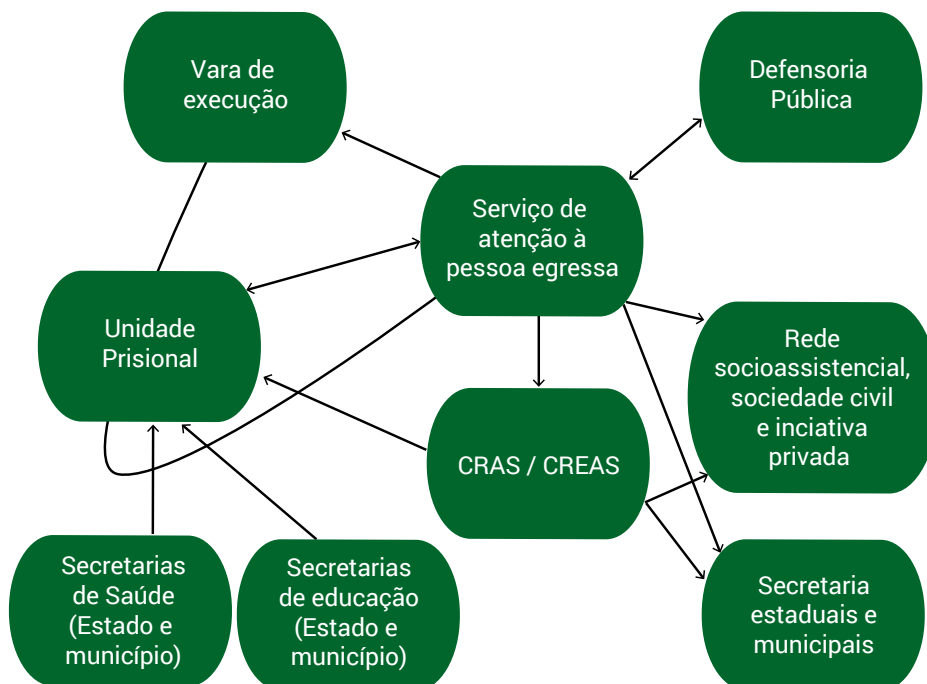 Vara de
execução
Defensoria
Pública
Serviço de
atenção à
pessoa egressa
Unidade
Prisional
Rede
socioassistencial,
sociedade civil
e inciativa
privada
CRAS / CREAS
Secretarias
de Saúde
(Estado e
município)
Secretarias
de educação
(Estado e
município)
Secretaria
estaduais e
municipais